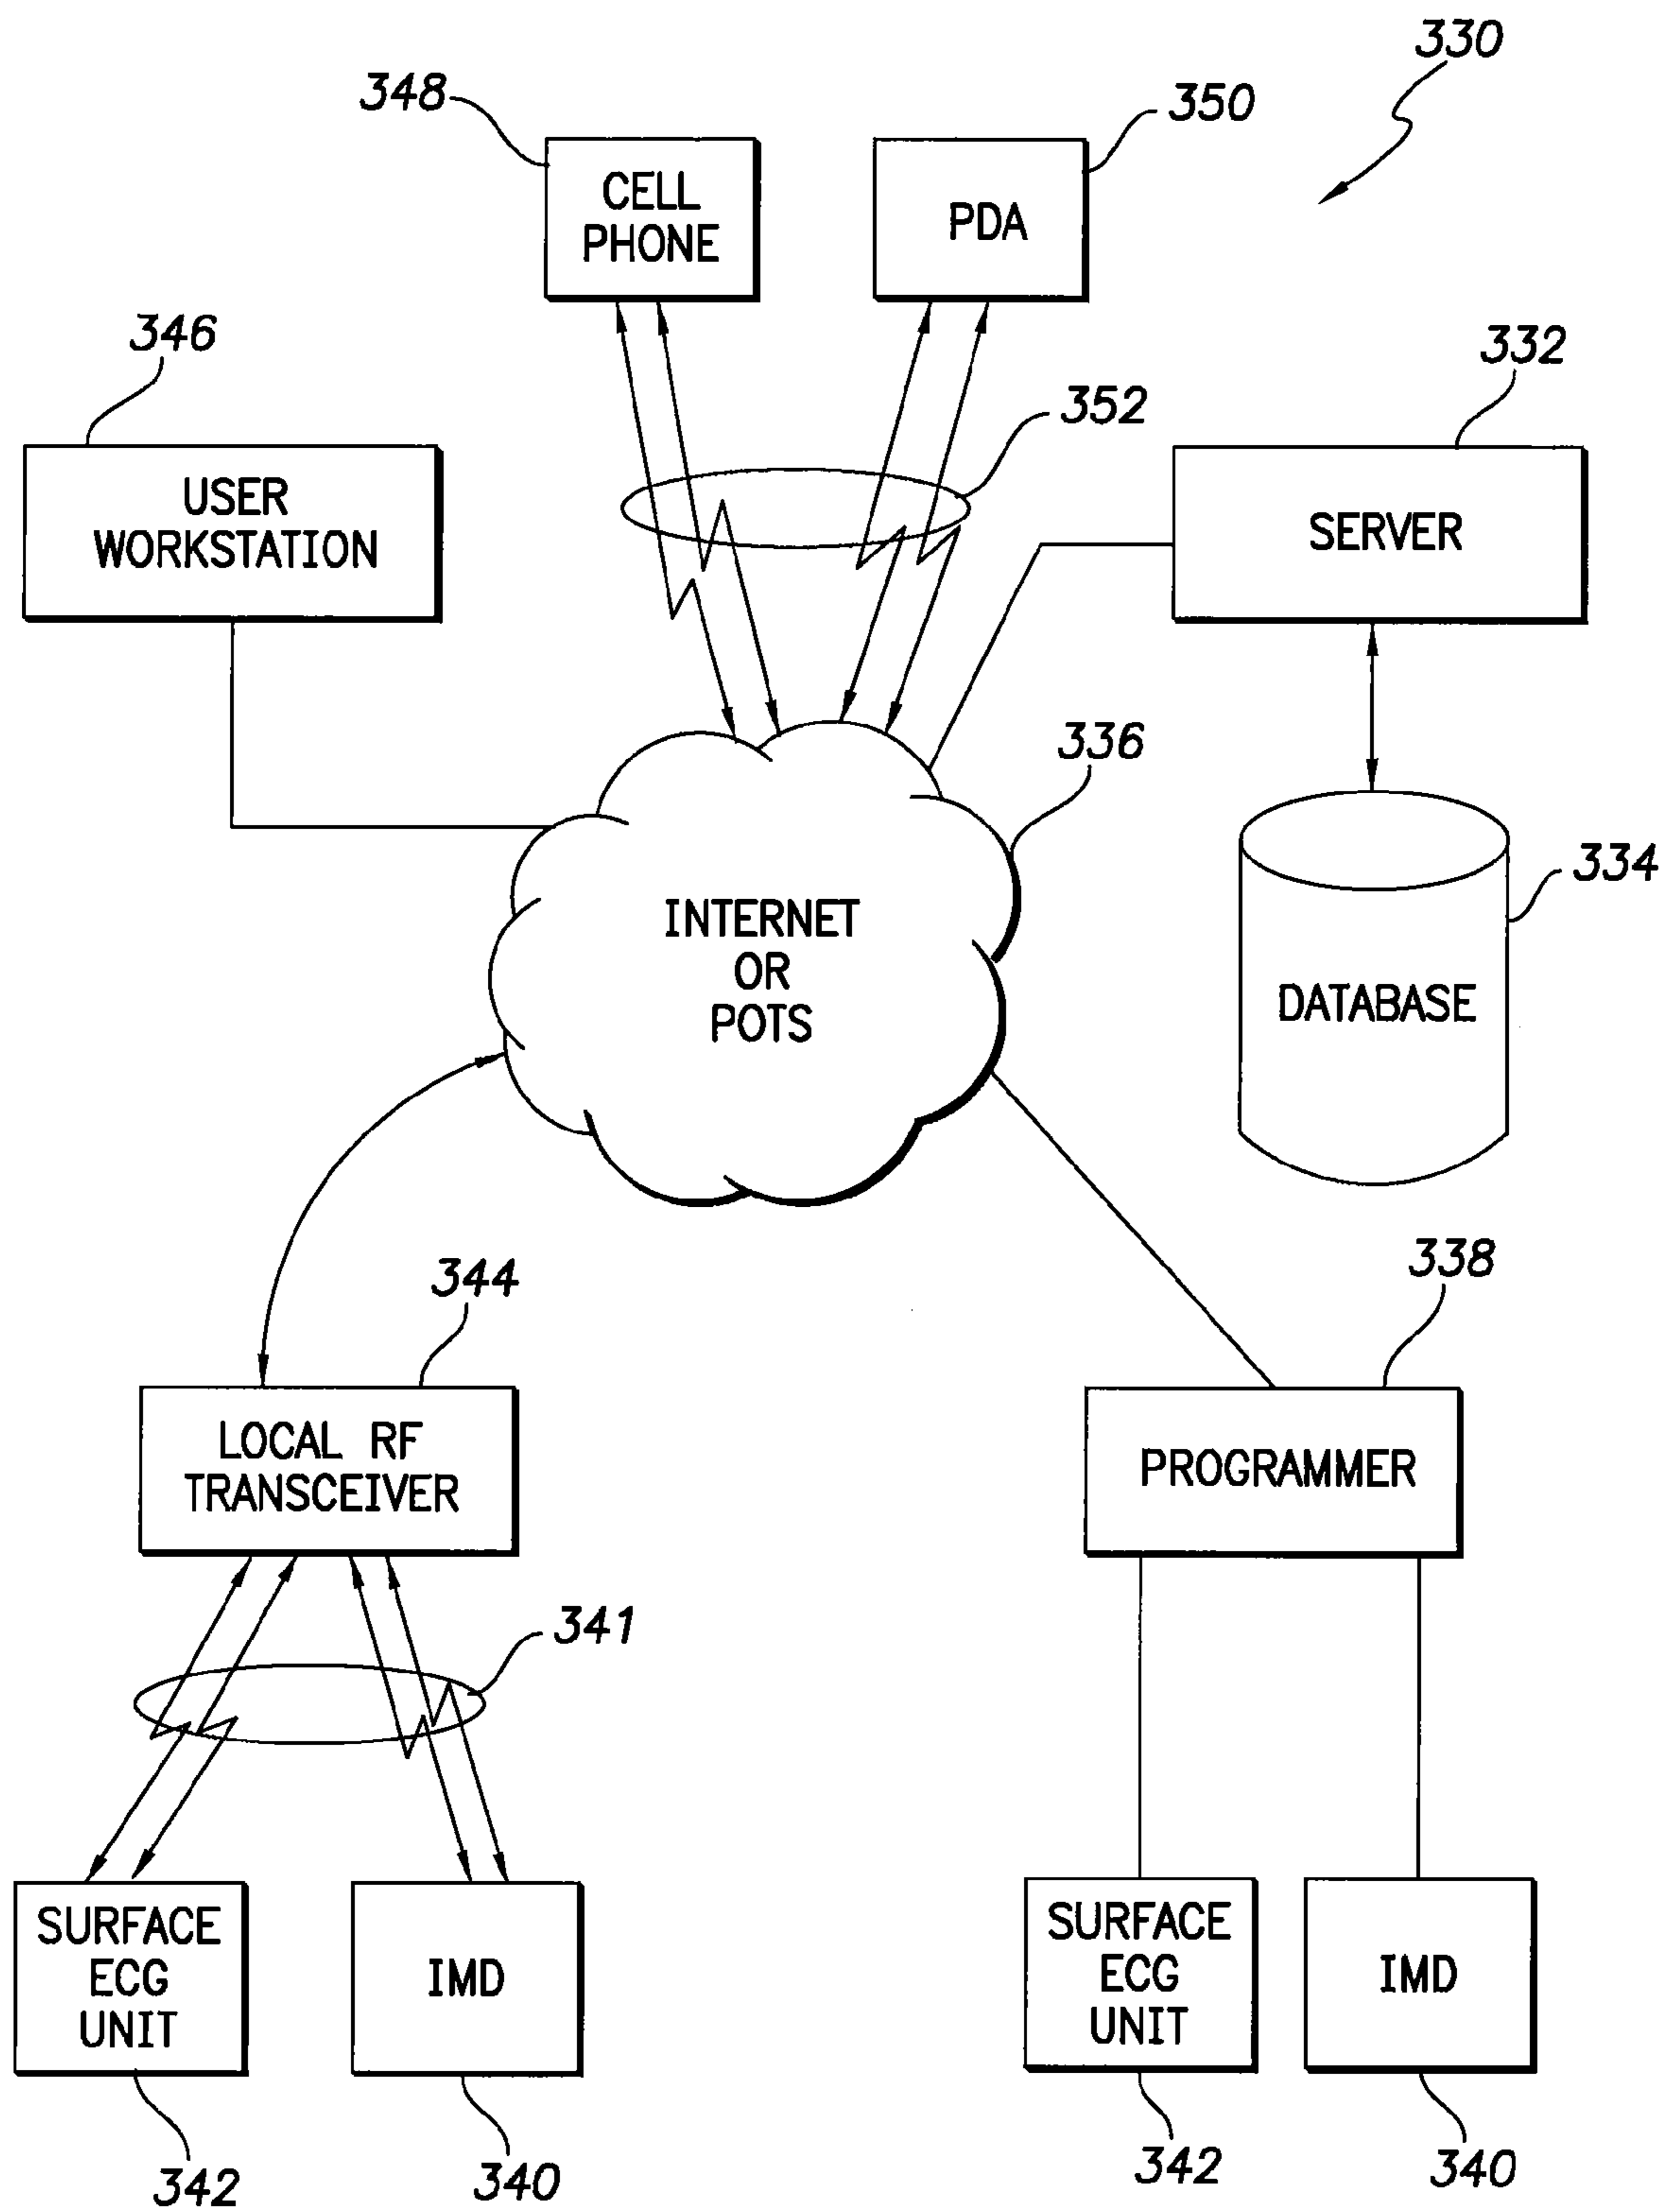 330
348
350
CELL
PHONE
PDA
346
332
352
USER
WORKSTATION
SERVER
336
334
INTERNET
OR
POTS
DATABASE
344
338
LOCAL RF
TRANSCEIVER
PROGRAMMER
341
SURFACE
ECG
UNIT
IMD
SURFACE
ECG
UNIT
IMD
342
340
342
340